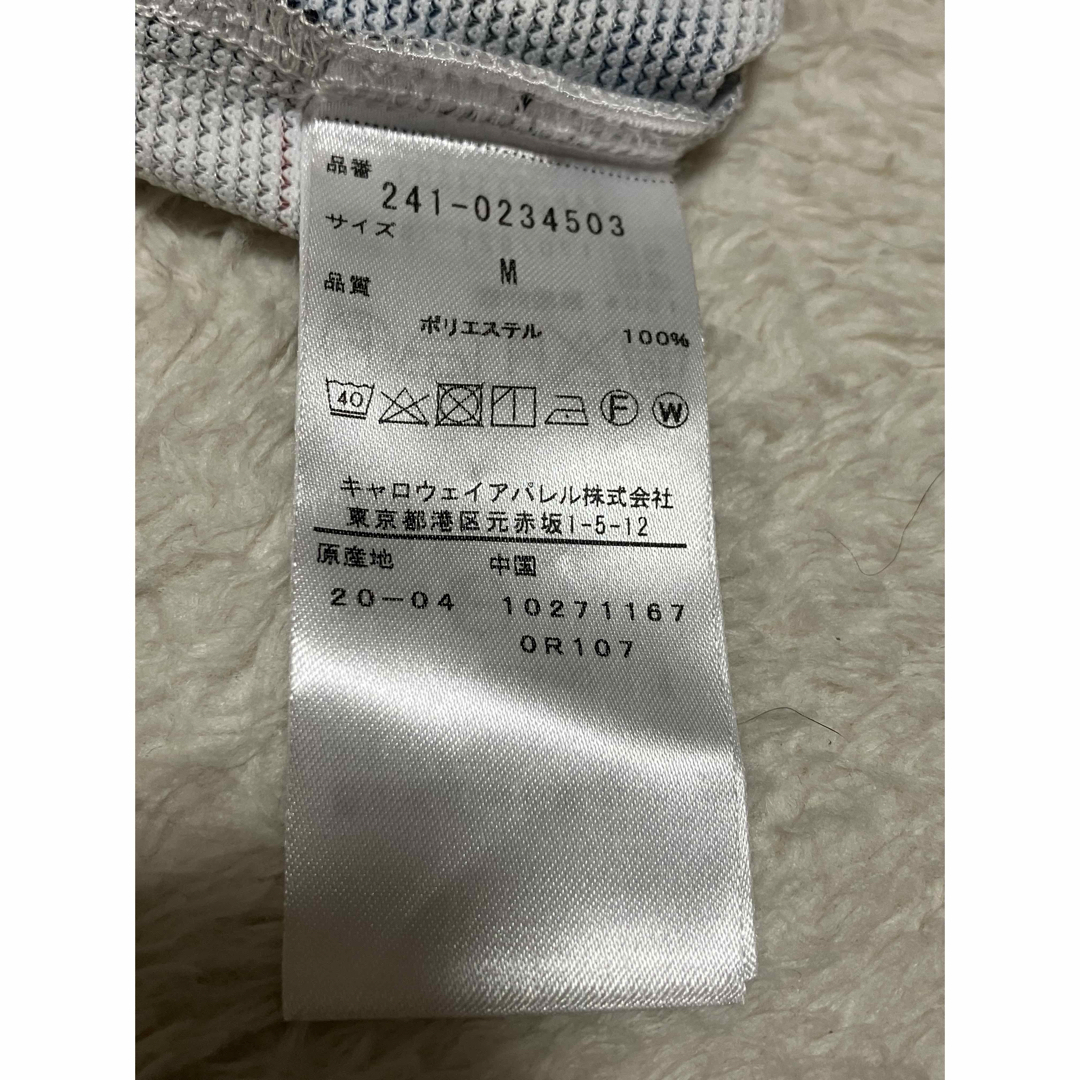 品番
241-0234503
サイズ
M
品質
ポリエステル 100%
40 F W
キャロウェイアパレル株式会社
東京都港区元赤坂1-5-12
原産地 中国
20-04 10271167
0R107